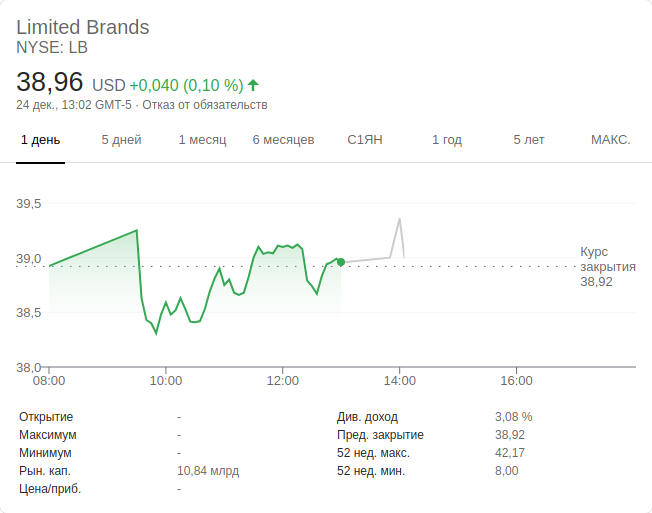 Limited Brands
NYSE: LB
38,96 USD +0,040 (0,10 %)
24 дек., 13:02 GMT-5 · Отказ от обязательств
1 день 5 дней 1 месяц 6 месяцев С1ЯН 1 год 5 лет МАКС.
39,5
39,0
38,5
38,0
Курс
закрытия
38,92
08:00 10:00 12:00 14:00 16:00
Открытие - Див. доход 3,08 %
Максимум - Пред. закрытие 38,92
Минимум - 52 нед. макс. 42,17
Рын. кап. 10,84 млрд 52 нед. мин. 8,00
Цена/приб. -